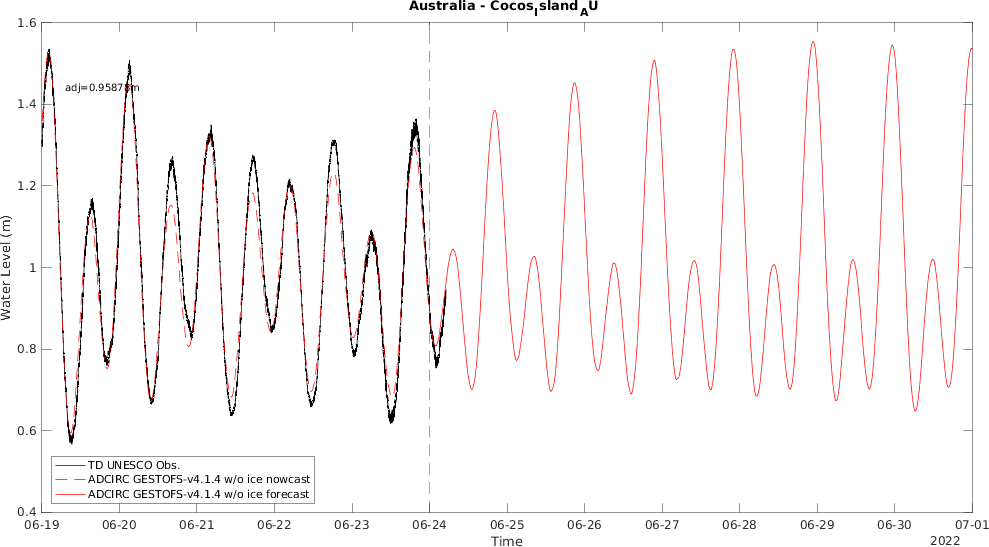 Australia - Cocos_Island_AU
1.6
adj=0.95878m
1.4
1.2
1
0.8
0.6
0.4
Water Level (m)
TD UNESCO Obs.
ADCIRC GESTOFS-v4.1.4 w/o ice nowcast
ADCIRC GESTOFS-v4.1.4 w/o ice forecast
06-19 06-20 06-21 06-22 06-23 06-24 06-25 06-26 06-27 06-28 06-29 06-30 07-01
Time
2022